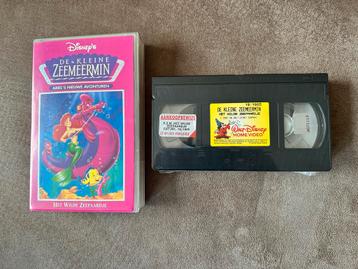 Disney's
DE KLEINE
ZEEMEERMIN
ARIEL'S NIEUWE AVONTUREN
HET WILDE ZEEPAARDJE
DE KLEINE ZEEMEERMIN
HET WILDE ZEEPAARDJE
AANKOOPBEWIJS
Walt Disney
HOME VIDEO